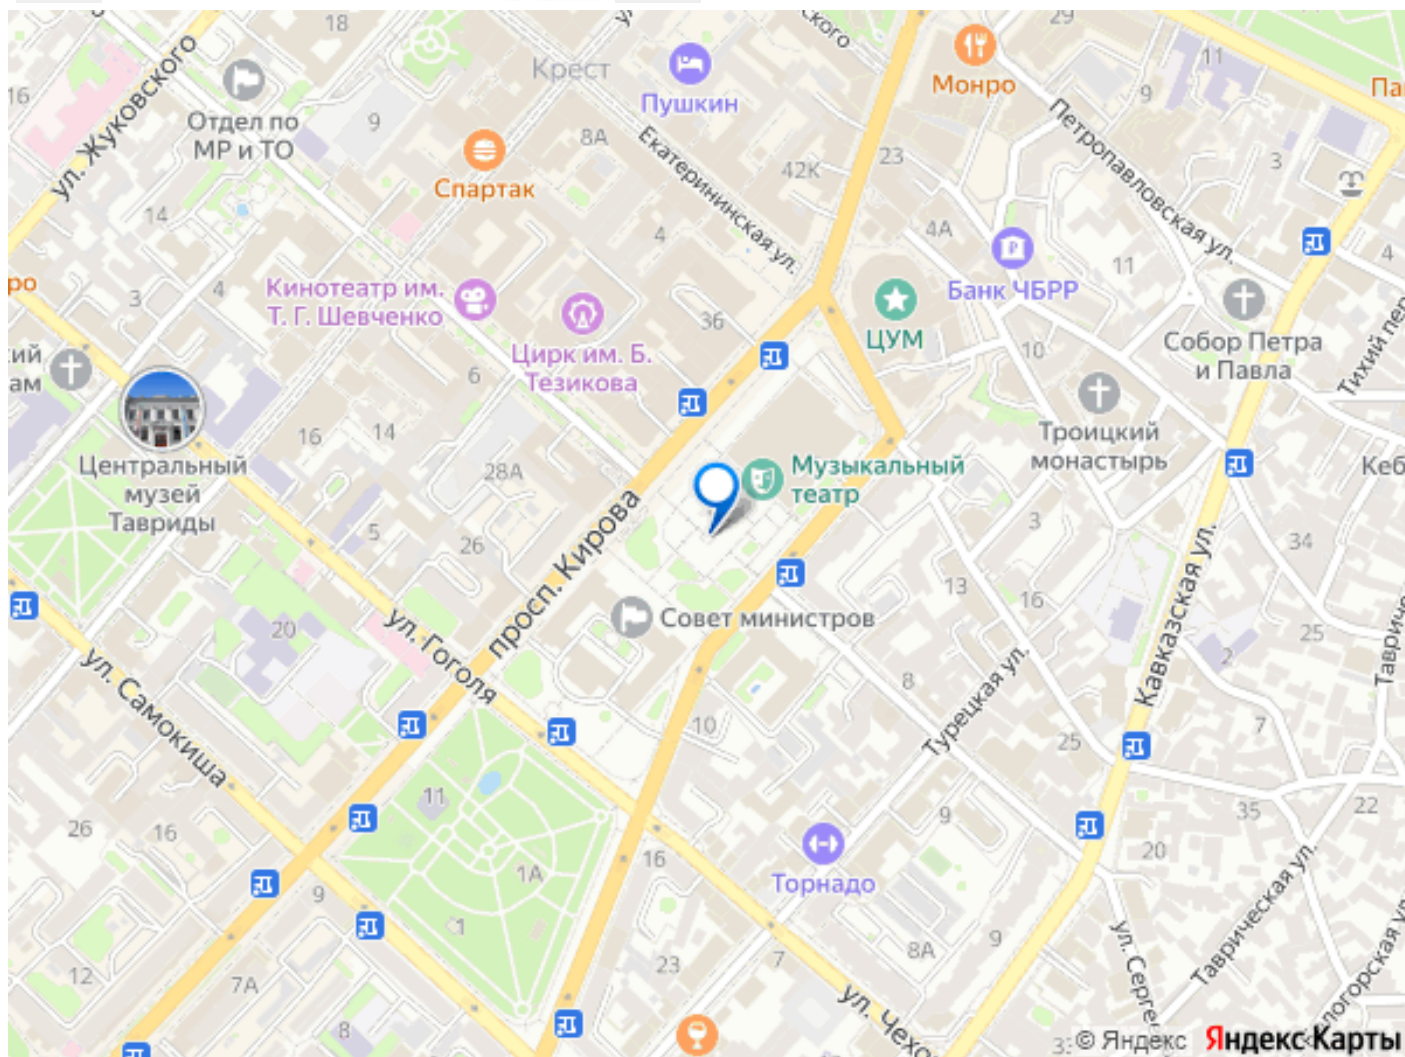 18
29
11
16
ул. Жуковского
Крест
Монро
Отдел по
МР и ТО
9
Пушкин
8А
9
Екатерининская ул.
Петропавловская ул.
Спартак
42К
23
3
14
4
4А
4
11
3
4
Кинотеатр им.
Т. Г. Шевченко
Банк ЧБРР
36
Цирк им. Б.
Тезикова
ЦУМ
10
Собор Петра
и Павла
6
16
14
Троицкий
монастырь
Центральный
музей
Тавриды
28А
Музыкальный
театр
5
26
просп. Кирова
3
34
13
16
Кавказская ул.
20
ул. Гоголя
Совет министров
25
2
ул. Самокиша
8
Турецкая ул.
10
25
7
11
26
16
9
35
22
16
20
1А
Торнадо
9
1
8А
9
Таврическая ул.
12
7А
23
7
8
© Яндекс
Яндекс Карты